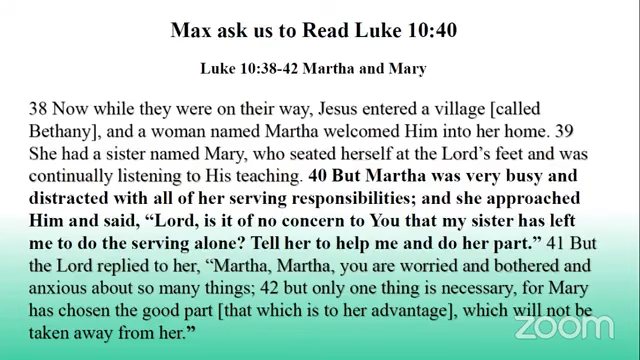 Max ask us to Read Luke 10:40
Luke 10:38-42 Martha and Mary
38 Now while they were on their way, Jesus entered a village [called
Bethany], and a woman named Martha welcomed Him into her home. 39
She had a sister named Mary, who seated herself at the Lord’s feet and was
continually listening to His teaching. 40 But Martha was very busy and
distracted with all of her serving responsibilities; and she approached
Him and said, “Lord, is it of no concern to You that my sister has left
me to do the serving alone? Tell her to help me and do her part.” 41 But
the Lord replied to her, “Martha, Martha, you are worried and bothered and
anxious about so many things; 42 but only one thing is necessary, for Mary
has chosen the good part [that which is to her advantage], which will not be
taken away from her.”
zoom